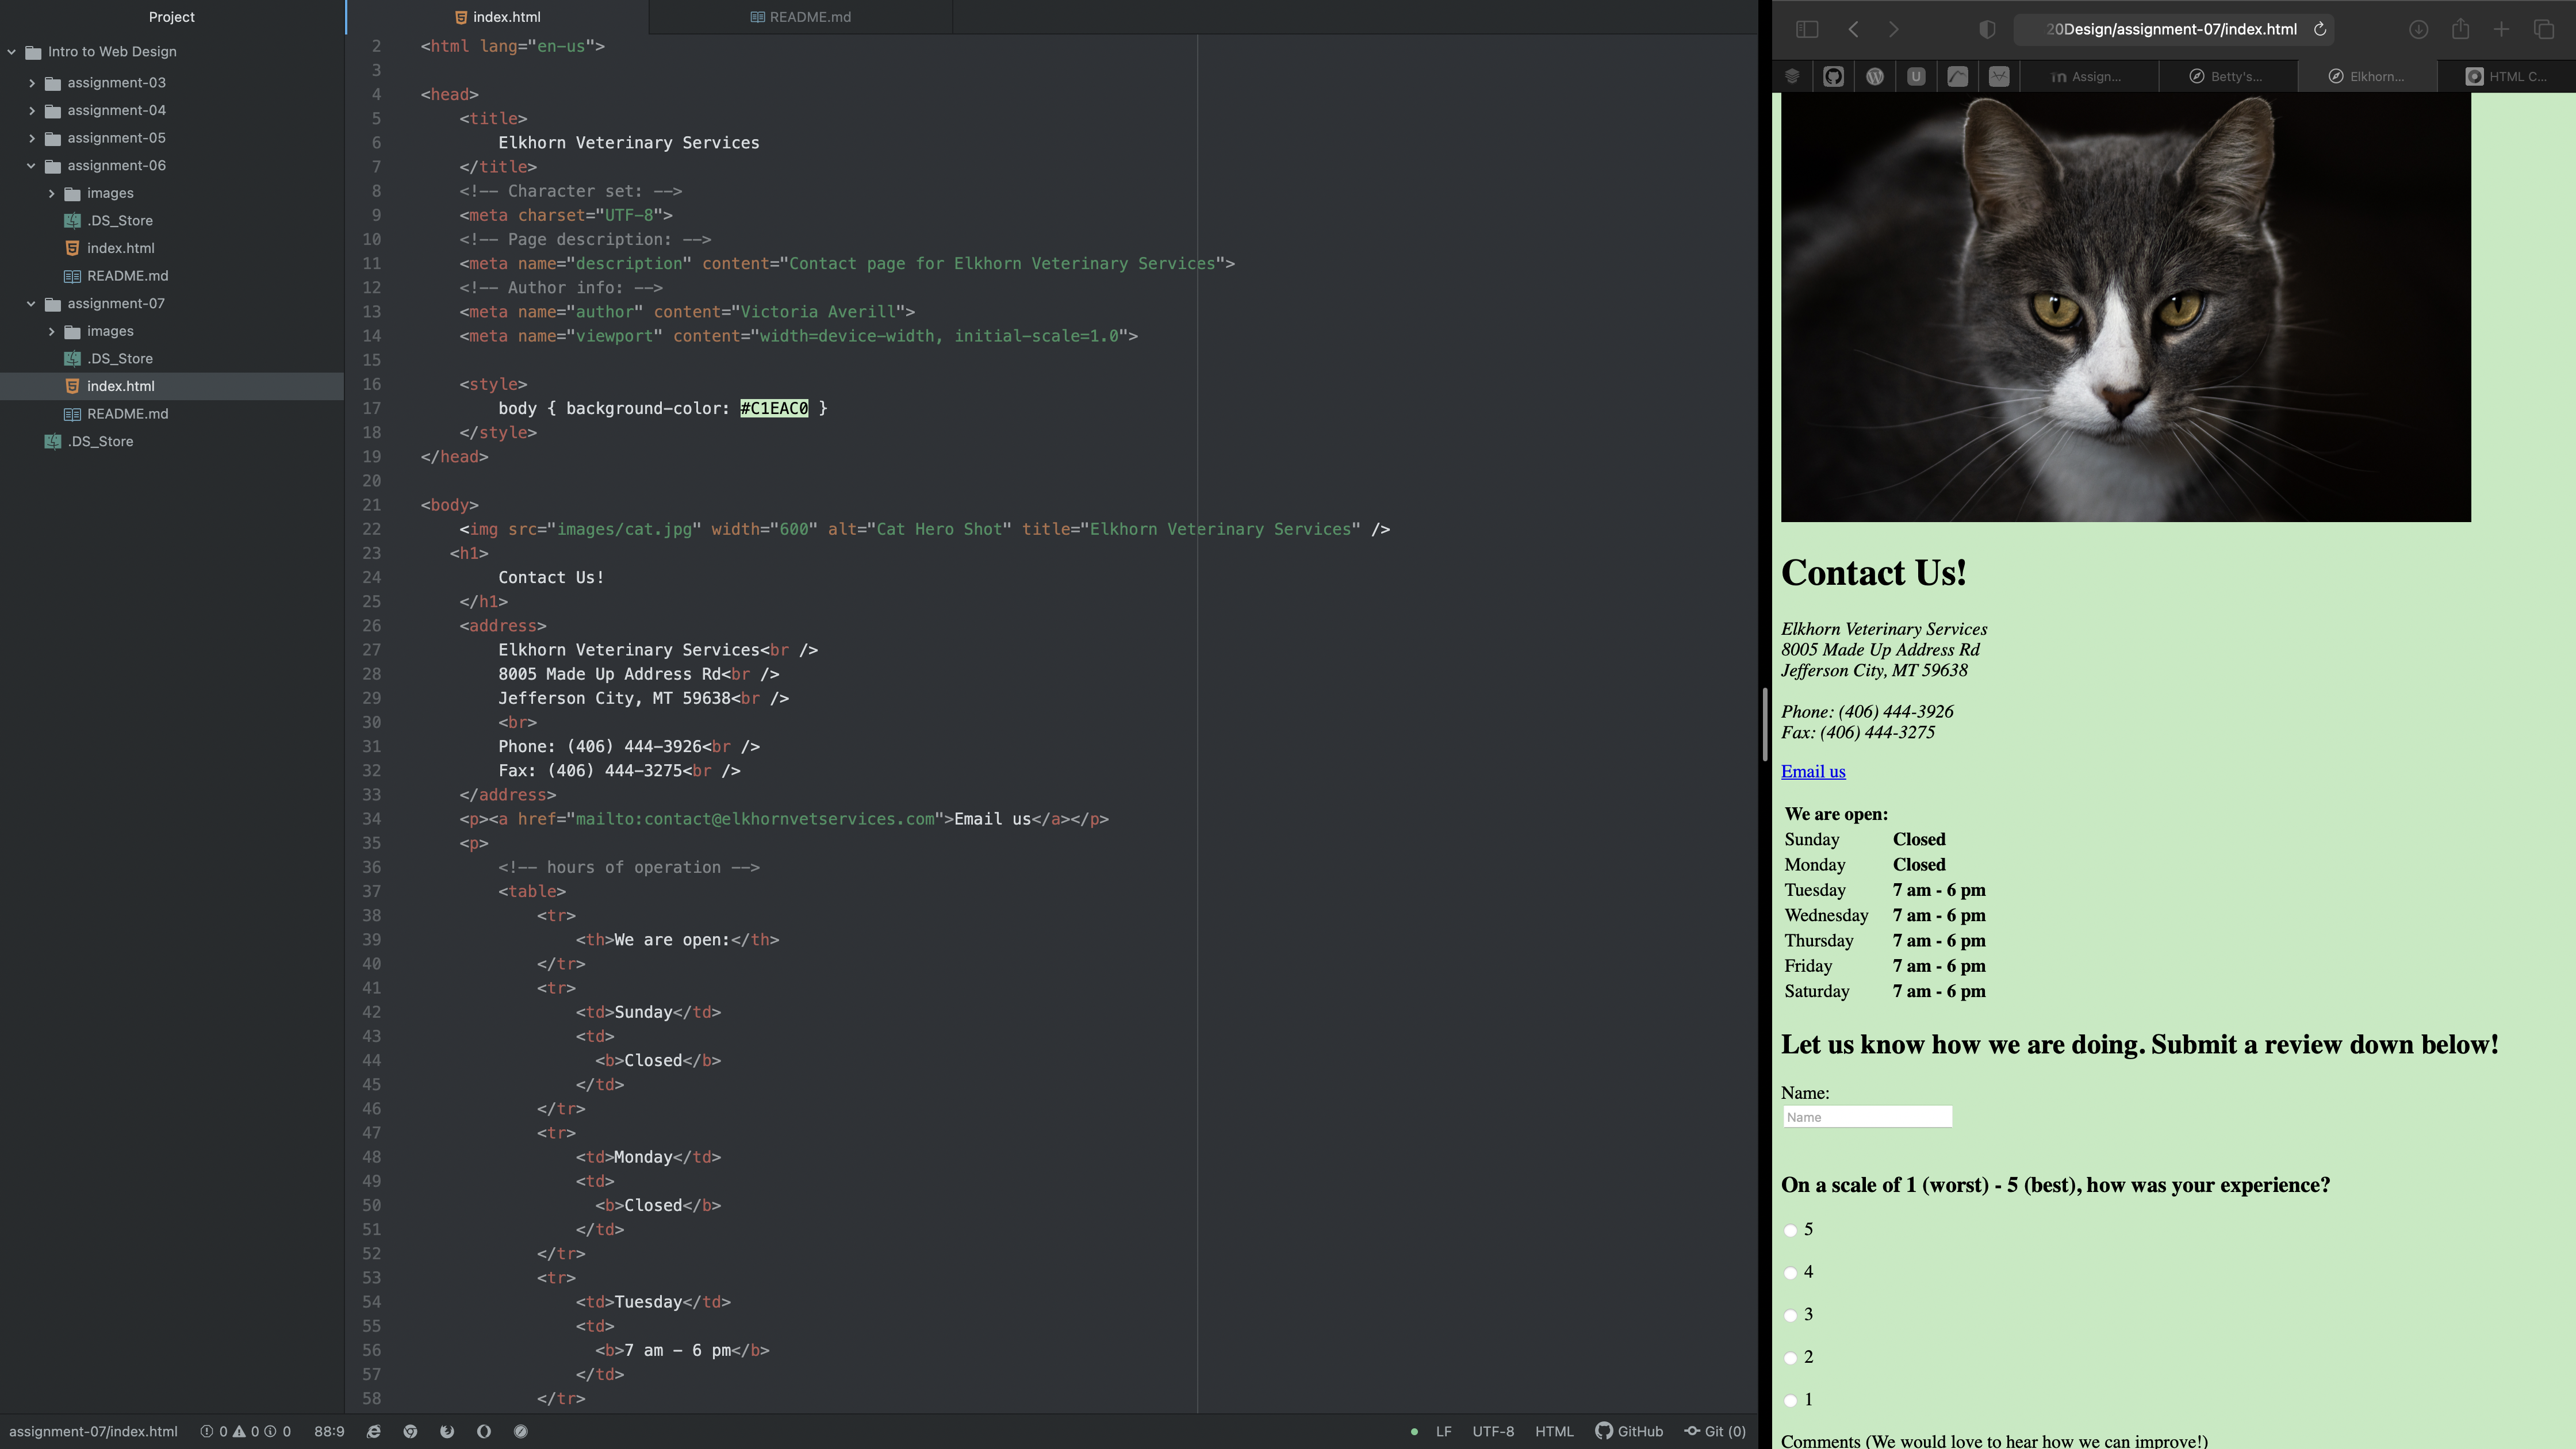 Project
Intro to Web Design
assignment-03
assignment-04
assignment-05
assignment-06
images
.DS_Store
index.html
README.md
assignment-07
images
.DS_Store
index.html
README.md
.DS_Store
index.html
README.md
2 <html lang="en-us">
3
4 <head>
5 <title>
6 Elkhorn Veterinary Services
7 </title>
8 <!-- Character set: -->
9 <meta charset="UTF-8">
10 <!-- Page description: -->
11 <meta name="description" content="Contact page for Elkhorn Veterinary Services">
12 <!-- Author info: -->
13 <meta name="author" content="Victoria Averill">
14 <meta name="viewport" content="width=device-width, initial-scale=1.0">
15
16 <style>
17 body { background-color: #C1EAC0 }
18 </style>
19 </head>
20
21 <body>
22 <img src="images/cat.jpg" width="600" alt="Cat Hero Shot" title="Elkhorn Veterinary Services" />
23 <h1>
24 Contact Us!
25 </h1>
26 <address>
27 Elkhorn Veterinary Services<br />
28 8005 Made Up Address Rd<br />
29 Jefferson City, MT 59638<br />
30 <br>
31 Phone: (406) 444-3926<br />
32 Fax: (406) 444-3275<br />
33 </address>
34 <p><a href="mailto:contact@elkhornvetservices.com">Email us</a></p>
35 <p>
36 <!-- hours of operation -->
37 <table>
38 <tr>
39 <th>We are open:</th>
40 </tr>
41 <tr>
42 <td>Sunday</td>
43 <td>
44 <b>Closed</b>
45 </td>
46 </tr>
47 <tr>
48 <td>Monday</td>
49 <td>
50 <b>Closed</b>
51 </td>
52 </tr>
53 <tr>
54 <td>Tuesday</td>
55 <td>
56 <b>7 am - 6 pm</b>
57 </td>
58 </tr>
assignment-07/index.html 0 0 0 88:9 LF UTF-8 HTML GitHub Git (0)
20Design/assignment-07/index.html
U Assign... Betty's... Elkhorn... HTML C...
Contact Us!
Elkhorn Veterinary Services
8005 Made Up Address Rd
Jefferson City, MT 59638
Phone: (406) 444-3926
Fax: (406) 444-3275
Email us
We are open:
Sunday Closed
Monday Closed
Tuesday 7 am - 6 pm
Wednesday 7 am - 6 pm
Thursday 7 am - 6 pm
Friday 7 am - 6 pm
Saturday 7 am - 6 pm
Let us know how we are doing. Submit a review down below!
Name:
Name
On a scale of 1 (worst) - 5 (best), how was your experience?
5
4
3
2
1
Comments (We would love to hear how we can improve!)